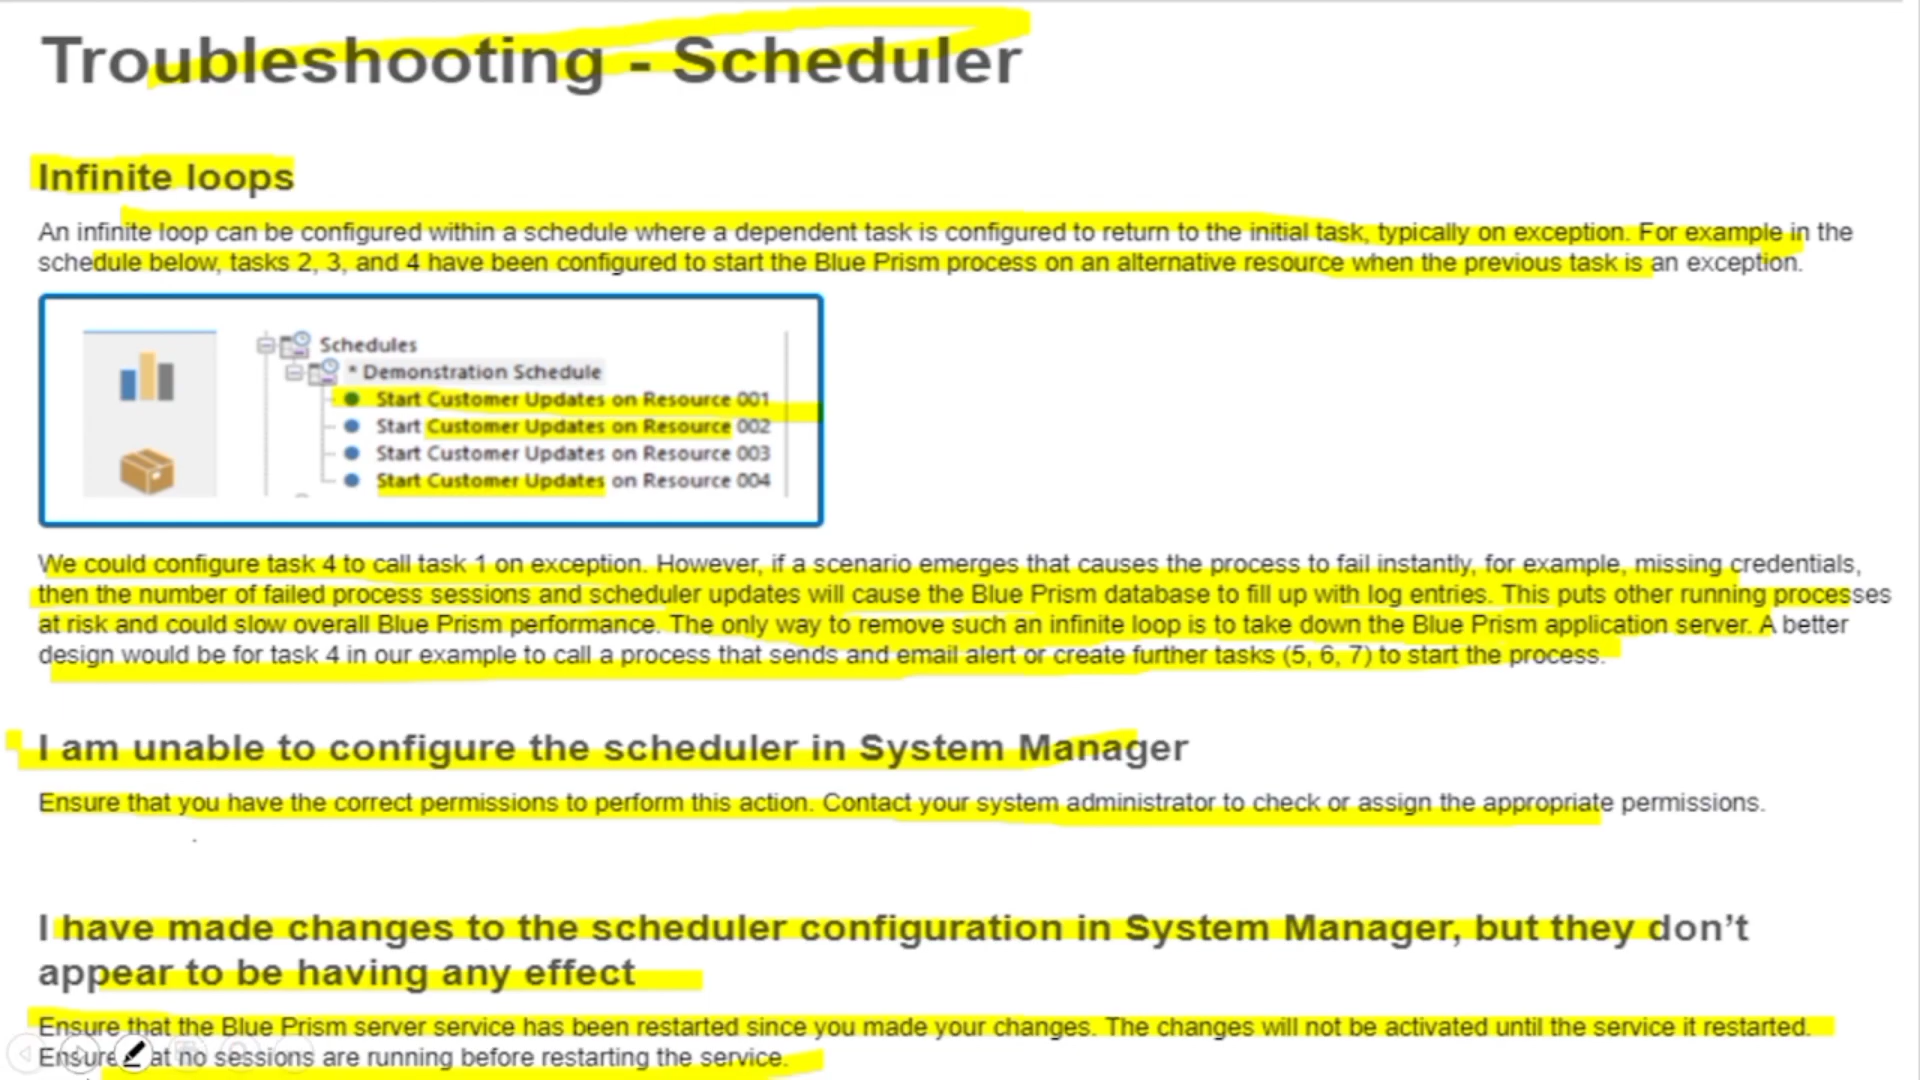 Troubleshooting - Scheduler
Infinite loops
An infinite loop can be configured within a schedule where a dependent task is configured to return to the initial task, typically on exception. For example in the
schedule below, tasks 2, 3, and 4 have been configured to start the Blue Prism process on an alternative resource when the previous task is an exception.
Schedules
* Demonstration Schedule
Start Customer Updates on Resource 001
Start Customer Updates on Resource 002
Start Customer Updates on Resource 003
Start Customer Updates on Resource 004
We could configure task 4 to call task 1 on exception. However, if a scenario emerges that causes the process to fail instantly, for example, missing credentials,
then the number of failed process sessions and scheduler updates will cause the Blue Prism database to fill up with log entries. This puts other running processes
at risk and could slow overall Blue Prism performance. The only way to remove such an infinite loop is to take down the Blue Prism application server. A better
design would be for task 4 in our example to call a process that sends and email alert or create further tasks (5, 6, 7) to start the process.
I am unable to configure the scheduler in System Manager
Ensure that you have the correct permissions to perform this action. Contact your system administrator to check or assign the appropriate permissions.
I have made changes to the scheduler configuration in System Manager, but they don’t
appear to be having any effect
Ensure that the Blue Prism server service has been restarted since you made your changes. The changes will not be activated until the service it restarted.
Ensure at no sessions are running before restarting the service.